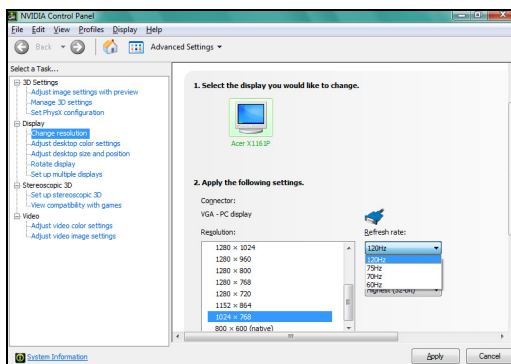 NVIDIA Control Panel
File Edit View Profiles Display Help
Back Advanced Settings
Select a Task...
3D Settings
Adjust image settings with preview
Manage 3D settings
Set PhysX configuration
Display
Change resolution
Adjust desktop color settings
Adjust desktop size and position
Rotate display
Set up multiple displays
Stereoscopic 3D
Set up stereoscopic 3D
View compatibility with games
Video
Adjust video color settings
Adjust video image settings
1. Select the display you would like to change.
Acer X1161P
2. Apply the following settings.
Connector:
VGA - PC display
Resolution:
1280 × 1024
1280 × 960
1280 × 800
1280 × 768
1280 × 720
1152 × 864
1024 × 768
800 × 600 (native)
Refresh rate:
120Hz
120Hz
75Hz
70Hz
60Hz
Highest (32-bit)
System Information
Apply Cancel